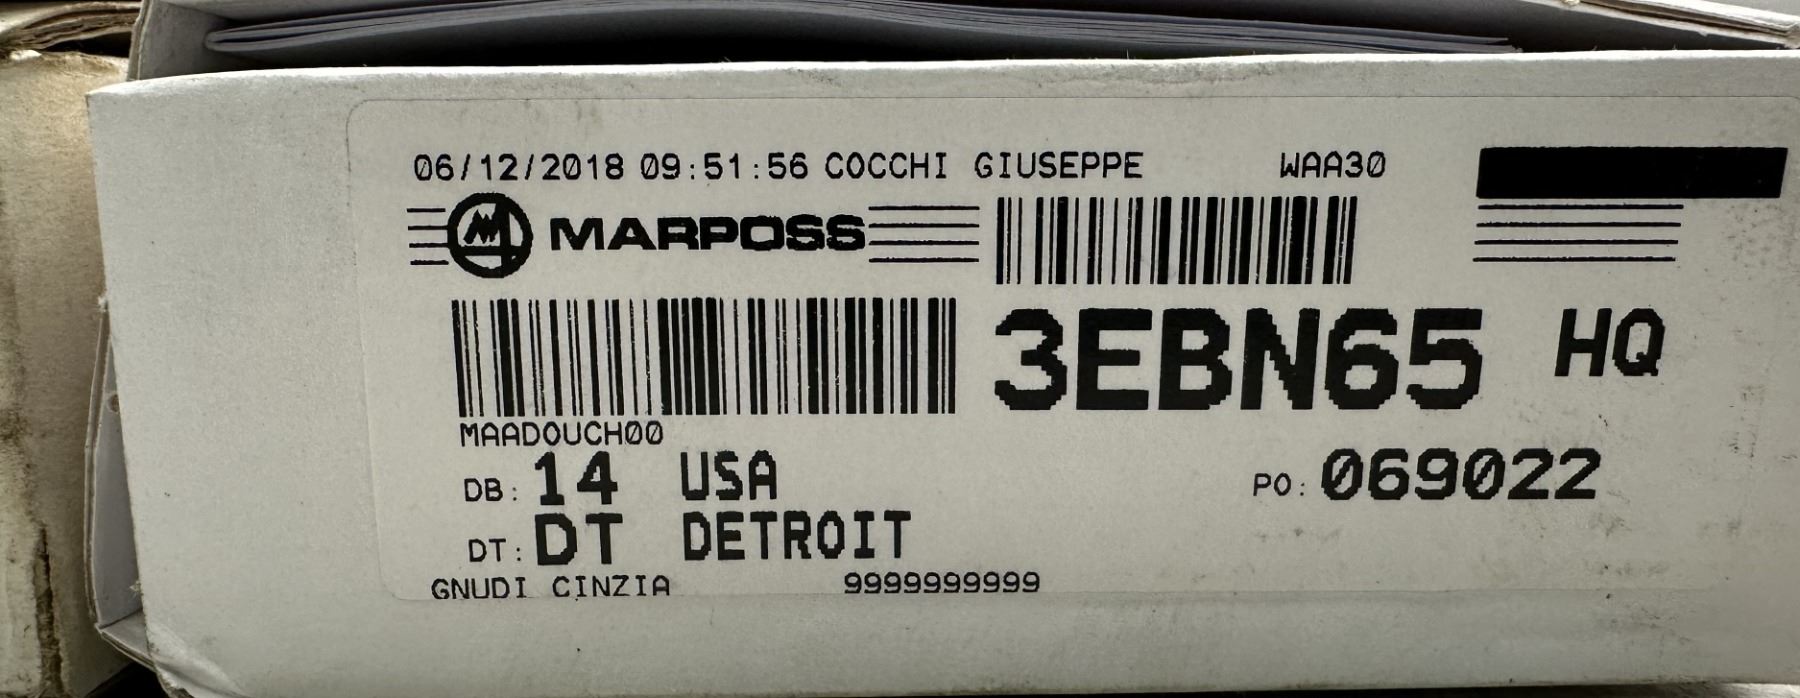 06/12/2018 09:51:56 COCCHI GIUSEPPE WAA30
MARPOSS
3EBN65 HQ
MAADOUCH00
DB: 14 USA
PO: 069022
DT: DT DETROIT
GNUDI CINZIA 9999999999